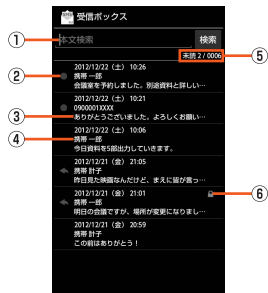 受信ボックス
①
本文検索
検索
未読 2 / 0006
⑤
②
2012/12/22（土）10:26
携帯 一郎
会議室を予約しました。別途資料と詳しい…
2012/12/22（土）10:21
③
0900001XXX
ありがとうございました。よろしくお願い…
2012/12/22（土）10:06
④
携帯 一郎
今日資料を5部出力していきます。
2012/12/21（金）21:05
携帯 計子
昨日見た映画なんだけど、まえに皆が言っ…
2012/12/21（金）21:01
⑥
携帯 一郎
明日の会議ですが、場所が変更になりまし…
2012/12/21（金）20:59
携帯 計子
この前はありがとう！